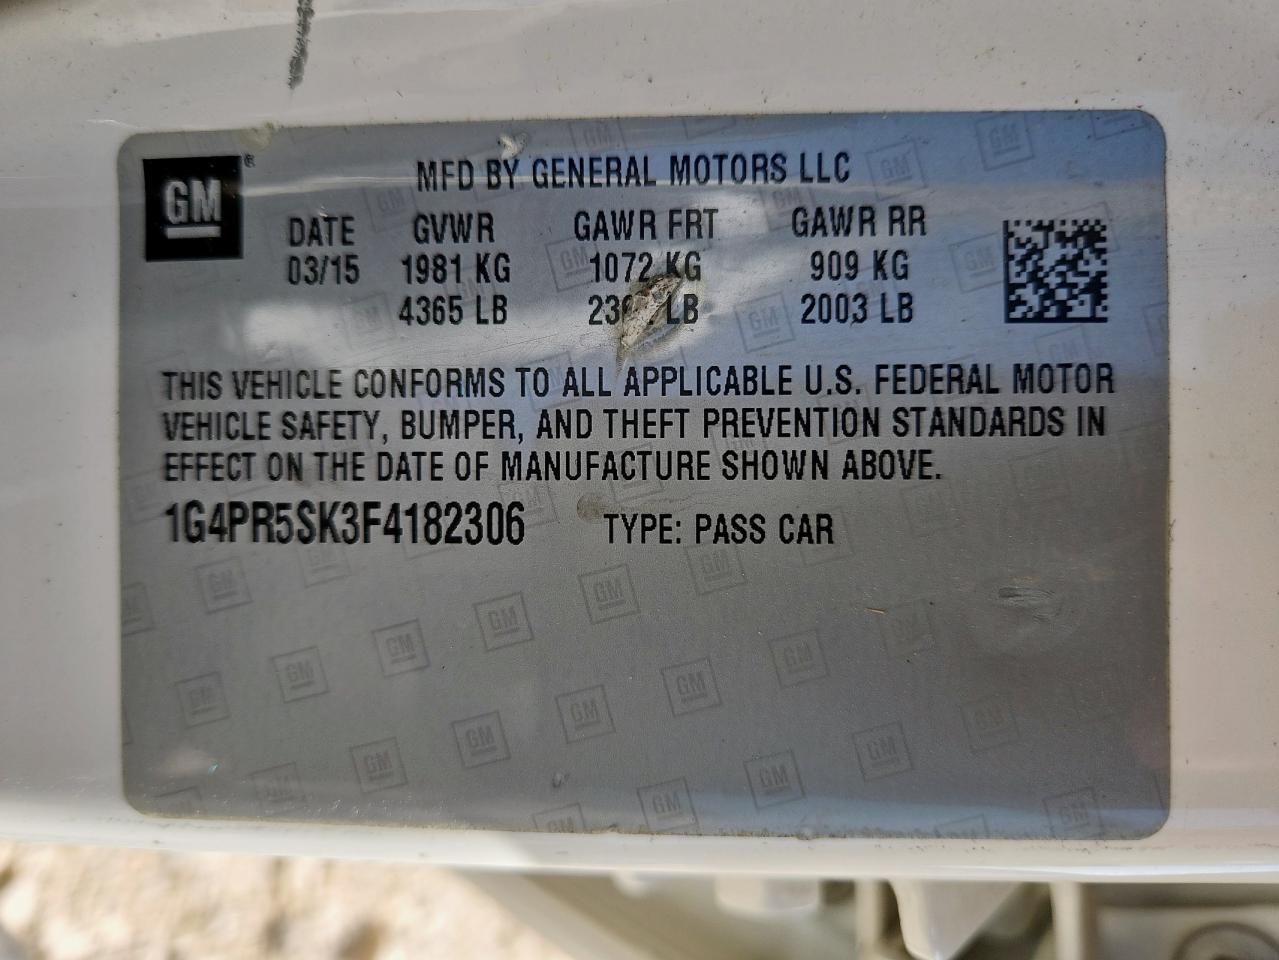 GM ®
MFD BY GENERAL MOTORS LLC
DATE GVWR GAWR FRT GAWR RR
03/15 1981 KG 1072 KG 909 KG
4365 LB LB 2003 LB
THIS VEHICLE CONFORMS TO ALL APPLICABLE U.S. FEDERAL MOTOR
VEHICLE SAFETY, BUMPER, AND THEFT PREVENTION STANDARDS IN
EFFECT ON THE DATE OF MANUFACTURE SHOWN ABOVE.
1G4PR5SK3F4182306 TYPE: PASS CAR